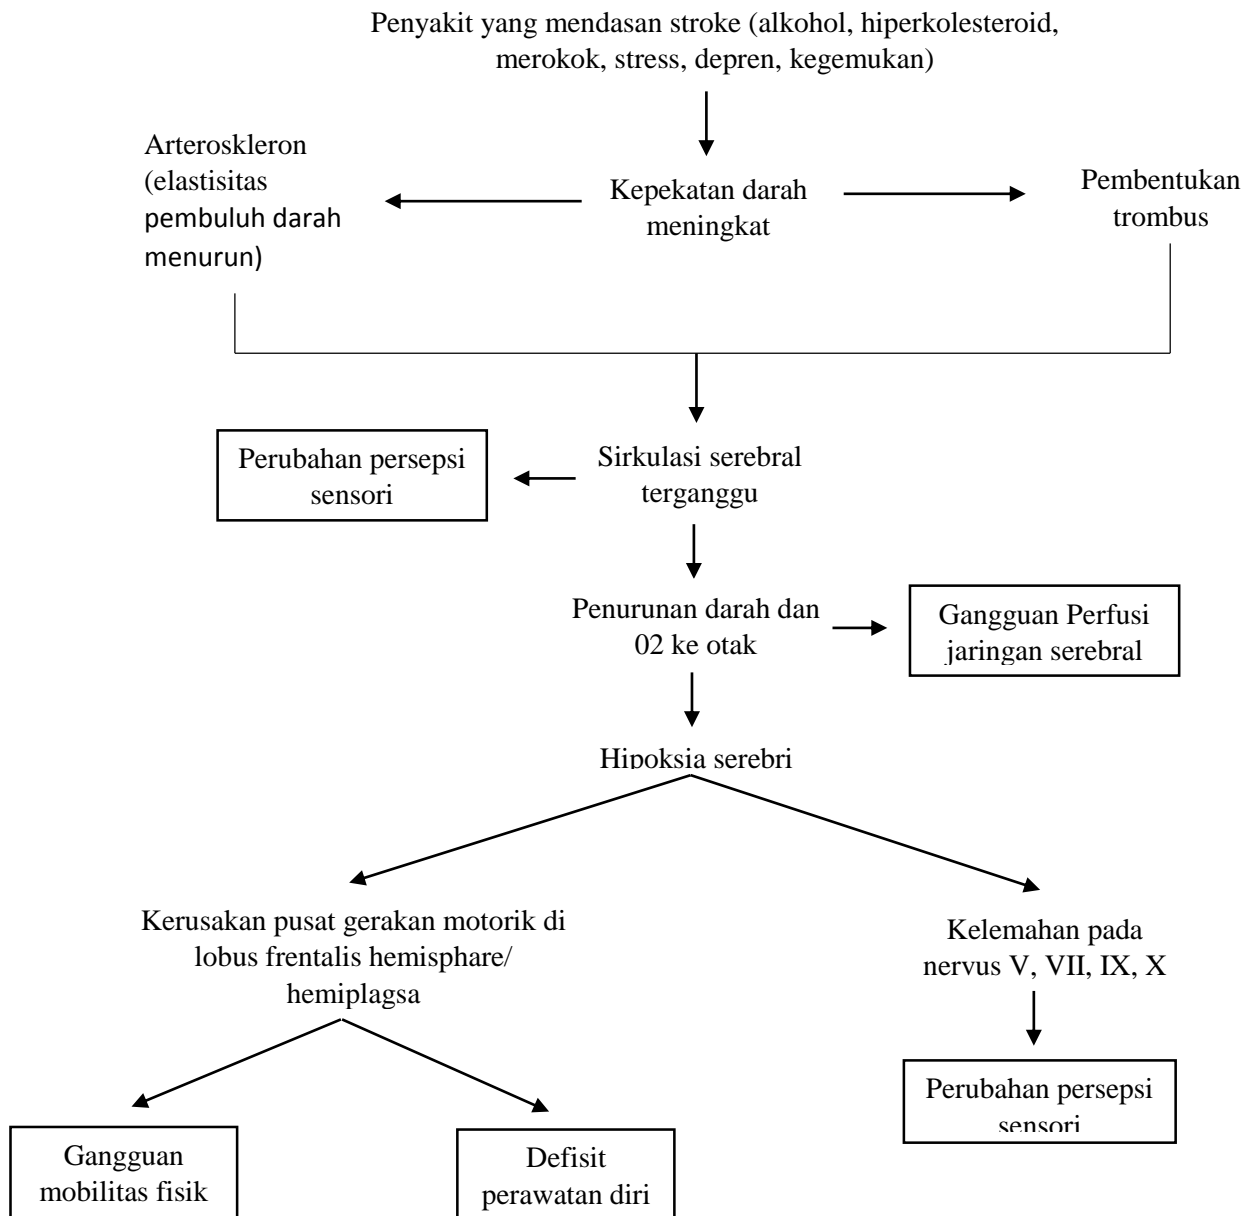 Penyakit yang mendasan stroke (alkohol, hiperkolesteroid,
merokok, stress, depren, kegemukan)
Arteroskleron
(elastisitas
pembuluh darah
menurun)
Kepekatan darah
meningkat
Pembentukan
trombus
Perubahan persepsi
sensori
Sirkulasi serebral
terganggu
Penurunan darah dan
02 ke otak
Gangguan Perfusi
jaringan serebral
Hipoksia serebri
Kerusakan pusat gerakan motorik di
lobus frentalis hemisphare/
hemiplagsa
Kelemahan pada
nervus V, VII, IX, X
Perubahan persepsi
sensori
Gangguan
mobilitas fisik
Defisit
perawatan diri